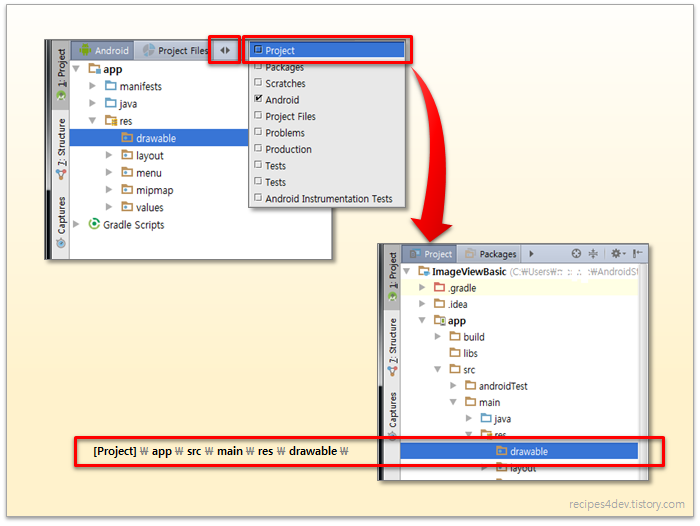 Android
Project Files
1: Project
7: Structure
Captures
app
manifests
java
res
drawable
layout
menu
mipmap
values
Gradle Scripts
Project
Packages
Scratches
Android
Project Files
Problems
Production
Tests
Tests
Android Instrumentation Tests
Project
Packages
1: Project
7: Structure
Captures
ImageViewBasic (C:₩Users₩
₩AndroidSt
.gradle
.idea
app
build
libs
src
androidTest
main
java
res
drawable
layout
[Project] ₩ app ₩ src ₩ main ₩ res ₩ drawable ₩
recipes4dev.tistory.com